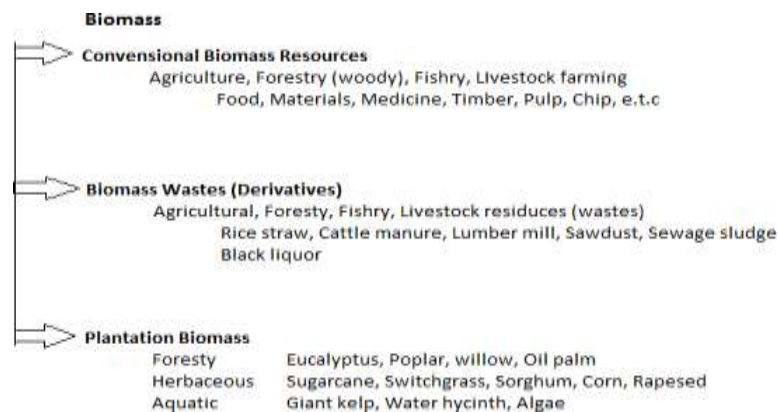 Biomass
Convensional Biomass Resources
Agriculture, Forestry (woody), Fishry, LIvestock farming
Food, Materials, Medicine, Timber, Pulp, Chip, e.t.c
Biomass Wastes (Derivatives)
Agricultural, Foresty, Fishry, Livestock residuces (wastes)
Rice straw, Cattle manure, Lumber mill, Sawdust, Sewage sludge
Black liquor
Plantation Biomass
Foresty Eucalyptus, Poplar, willow, Oil palm
Herbaceous Sugarcane, Switchgrass, Sorghum, Corn, Rapesed
Aquatic Giant kelp, Water hycinth, Algae